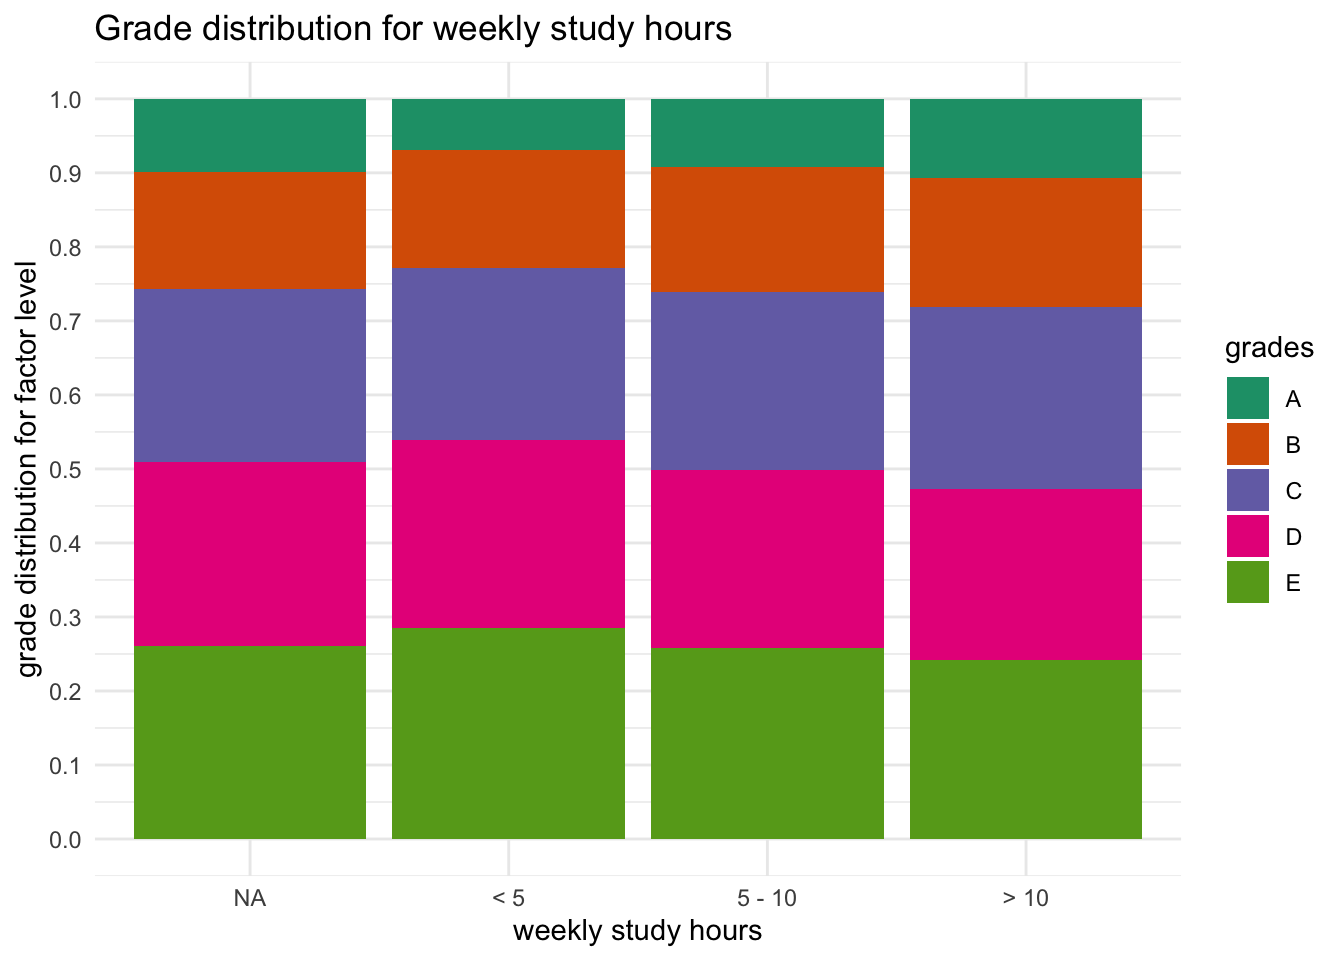 Grade distribution for weekly study hours
grade distribution for factor level
1.0
0.9
0.8
0.7
0.6
0.5
0.4
0.3
0.2
0.1
0.0
NA
< 5
5 - 10
> 10
weekly study hours
grades
A
B
C
D
E